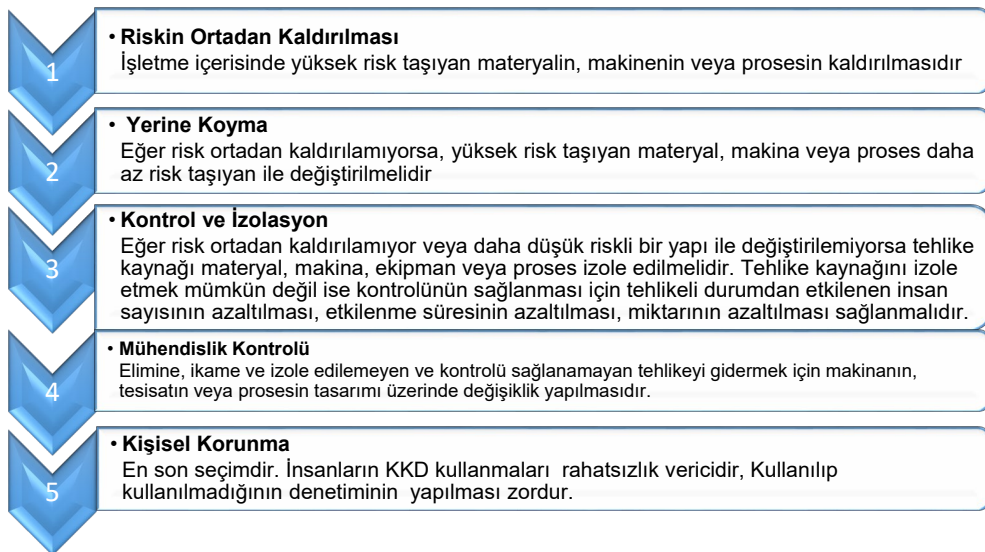 1
• Riskin Ortadan Kaldırılması
İşletme içerisinde yüksek risk taşıyan materyalin, makinenin veya prosesin kaldırılmasıdır
2
• Yerine Koyma
Eğer risk ortadan kaldırılamıyorsa, yüksek risk taşıyan materyal, makina veya proses daha
az risk taşıyan ile değiştirilmelidir
3
• Kontrol ve İzolasyon
Eğer risk ortadan kaldırılamıyor veya daha düşük riskli bir yapı ile değiştirilemiyorsa tehlike
kaynağı materyal, makina, ekipman veya proses izole edilmelidir. Tehlike kaynağını izole
etmek mümkün değil ise kontrolünün sağlanması için tehlikeli durumdan etkilenen insan
sayısının azaltılması, etkilenme süresinin azaltılması, miktarının azaltılması sağlanmalıdır.
4
• Mühendislik Kontrolü
Elimine, ikame ve izole edilemeyen ve kontrolü sağlanamayan tehlikeyi gidermek için makinanın,
tesisatın veya prosesin tasarımı üzerinde değişiklik yapılmasıdır.
5
• Kişisel Korunma
En son seçimdir. İnsanların KKD kullanmaları rahatsızlık vericidir, Kullanılıp
kullanılmadığının denetiminin yapılması zordur.